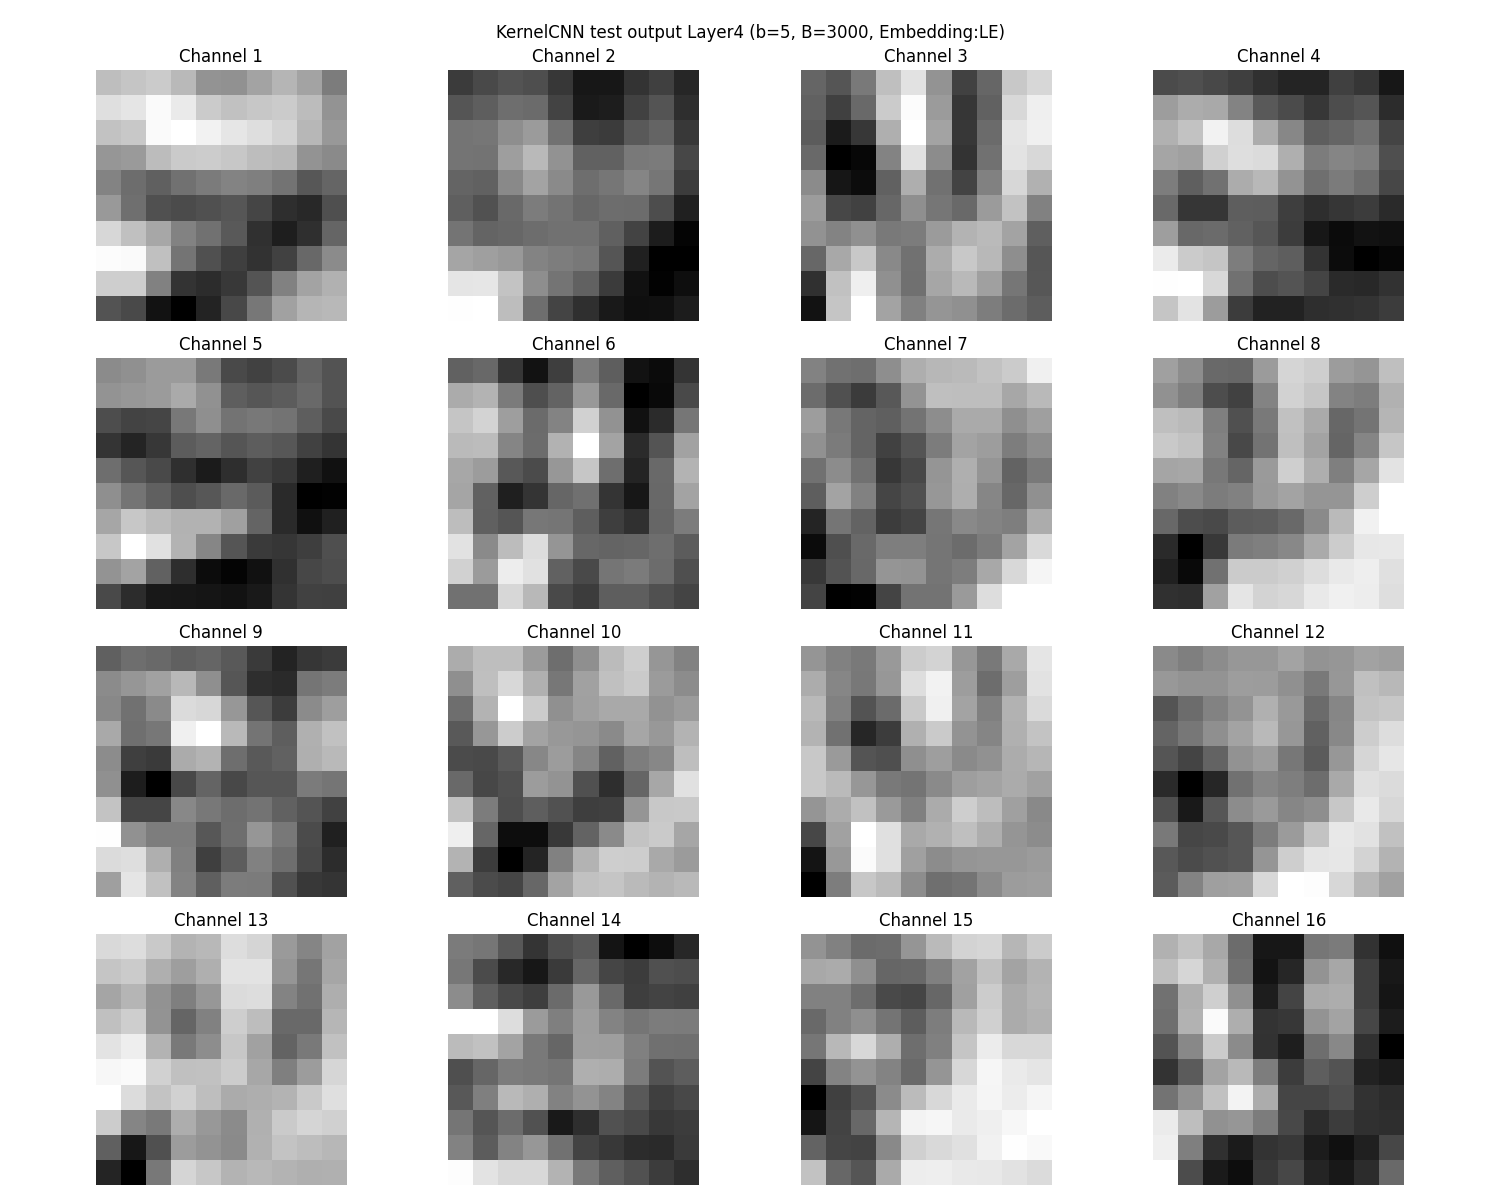 KernelCNN test output Layer4 (b=5, B=3000, Embedding:LE)
Channel 1 Channel 2 Channel 3 Channel 4
Channel 5 Channel 6 Channel 7 Channel 8
Channel 9 Channel 10 Channel 11 Channel 12
Channel 13 Channel 14 Channel 15 Channel 16